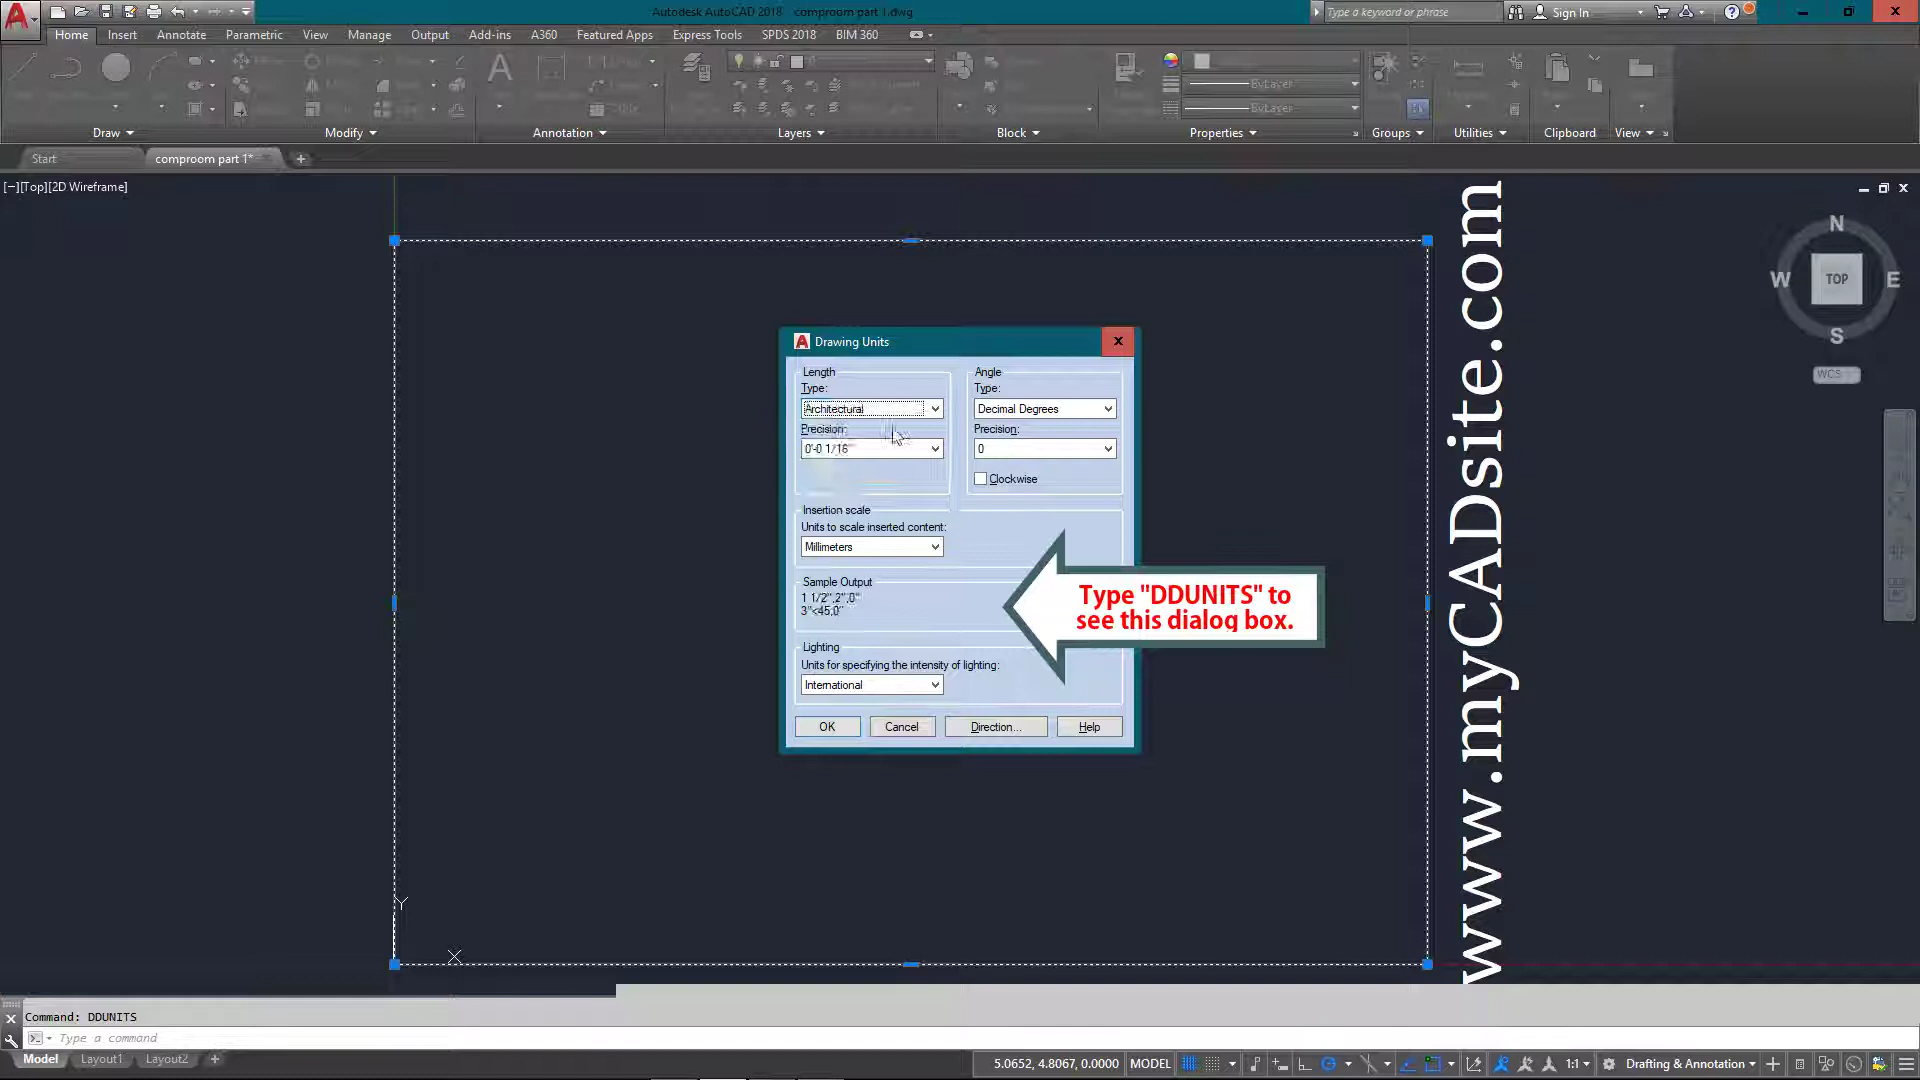 Autodesk AutoCAD 2018 comproom part 1.dwg
Type a keyword or phrase
Sign In
Home Insert Annotate Parametric View Manage Output Add-ins A360 Featured Apps Express Tools SPDS 2018 BIM 360
ByLayer
ByLayer
Draw Modify Annotation Layers Block Properties Groups Utilities Clipboard View
Start comproom part 1*
[−][Top][2D Wireframe]
N
W TOP E
S
WCS
www.myCADsite.com
Drawing Units
Length
Type:
Architectural
Precision:
0'-0 1/16"
Angle
Type:
Decimal Degrees
Precision:
0
Clockwise
Insertion scale
Units to scale inserted content:
Millimeters
Sample Output
1 1/2",2",0"
3"<45,0"
Type "DDUNITS" to
see this dialog box.
Lighting
Units for specifying the intensity of lighting:
International
OK Cancel Direction... Help
Y
X
Command: DDUNITS
Type a command
Model Layout1 Layout2 +
5.0652, 4.8067, 0.0000 MODEL 1:1 Drafting & Annotation